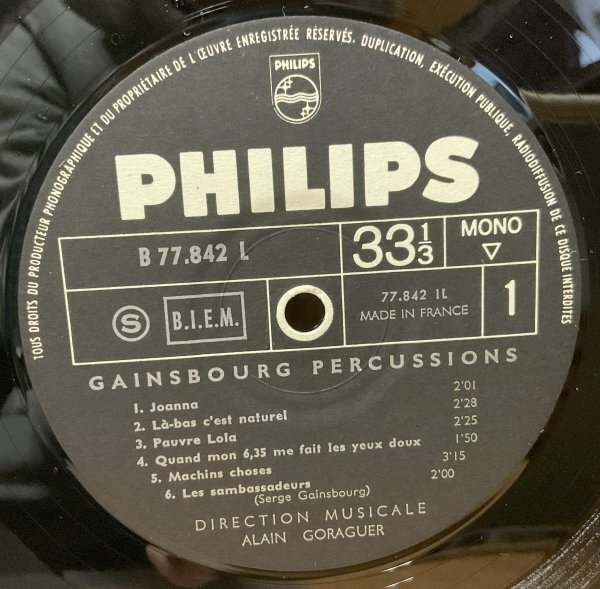 TOUS DROITS DU PRODUCTEUR PHONOGRAPHIQUE ET DU PROPRIÉTAIRE DE L'ŒUVRE ENREGISTRÉE RÉSERVÉS. DUPLICATION, EXÉCUTION PUBLIQUE, RADIODIFFUSION DE CE DISQUE INTERDITES
PHILIPS
PHILIPS
B 77.842 L
33 1/3
MONO
▽
S
B.I.E.M.
77.842 1L
MADE IN FRANCE
1
GAINSBOURG PERCUSSIONS
1. Joanna 2'01
2. Là-bas c'est naturel 2'28
3. Pauvre Lola 2'25
4. Quand mon 6,35 me fait les yeux doux 1'50
5. Machins choses 3'15
6. Les sambassadeurs 2'00
(Serge Gainsbourg)
DIRECTION MUSICALE
ALAIN GORAGUER